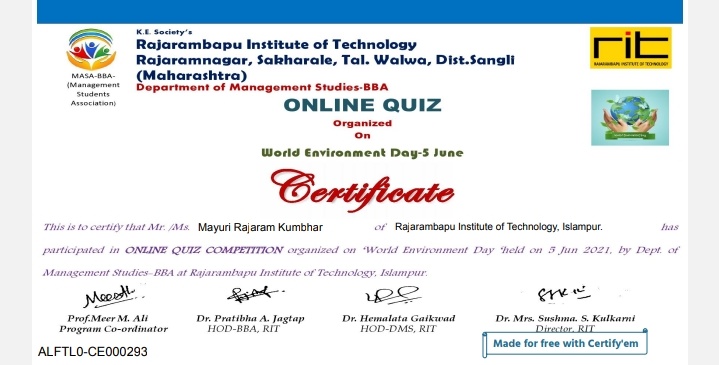 K.E. Society's
Rajarambapu Institute of Technology
Rajaramnagar, Sakharale, Tal. Walwa, Dist.Sangli
(Maharashtra)
Department of Management Studies-BBA
MASA-BBA-
(Management
Students
Association)
rit
RAJARAMBAPU INSTITUTE OF TECHNOLOGY
ONLINE QUIZ
Organized
On
World Environment Day-5 June
Certificate
This is to certify that Mr. /Ms. Mayuri Rajaram Kumbhar of Rajarambapu Institute of Technology, Islampur. has
participated in ONLINE QUIZ COMPETITION organized on 'World Environment Day 'held on 5 Jun 2021, by Dept. of
Management Studies-BBA at Rajarambapu Institute of Technology, Islampur.
Prof.Meer M. Ali
Program Co-ordinator
Dr. Pratibha A. Jagtap
HOD-BBA, RIT
Dr. Hemalata Gaikwad
HOD-DMS, RIT
Dr. Mrs. Sushma. S. Kulkarni
Director, RIT
Made for free with Certify'em
ALFTL0-CE000293